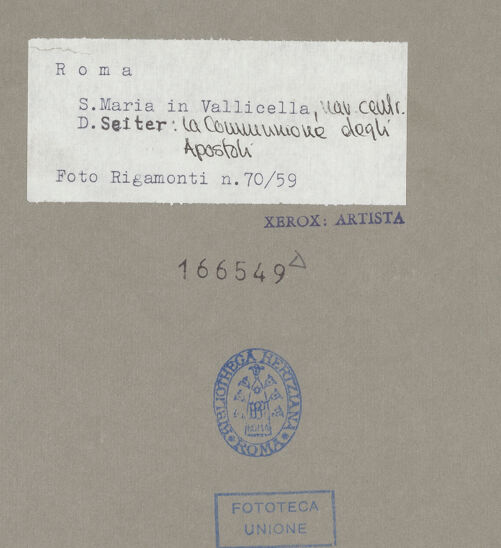 Roma
S.Maria in Vallicella, nav. centr.
D.Seiter: la Communione degli
Apostoli
Foto Rigamonti n.70/59
XEROX: ARTISTA
166549
BIBLIOTHECA HERTZIANA
ROMA
FOTOTECA
UNIONE